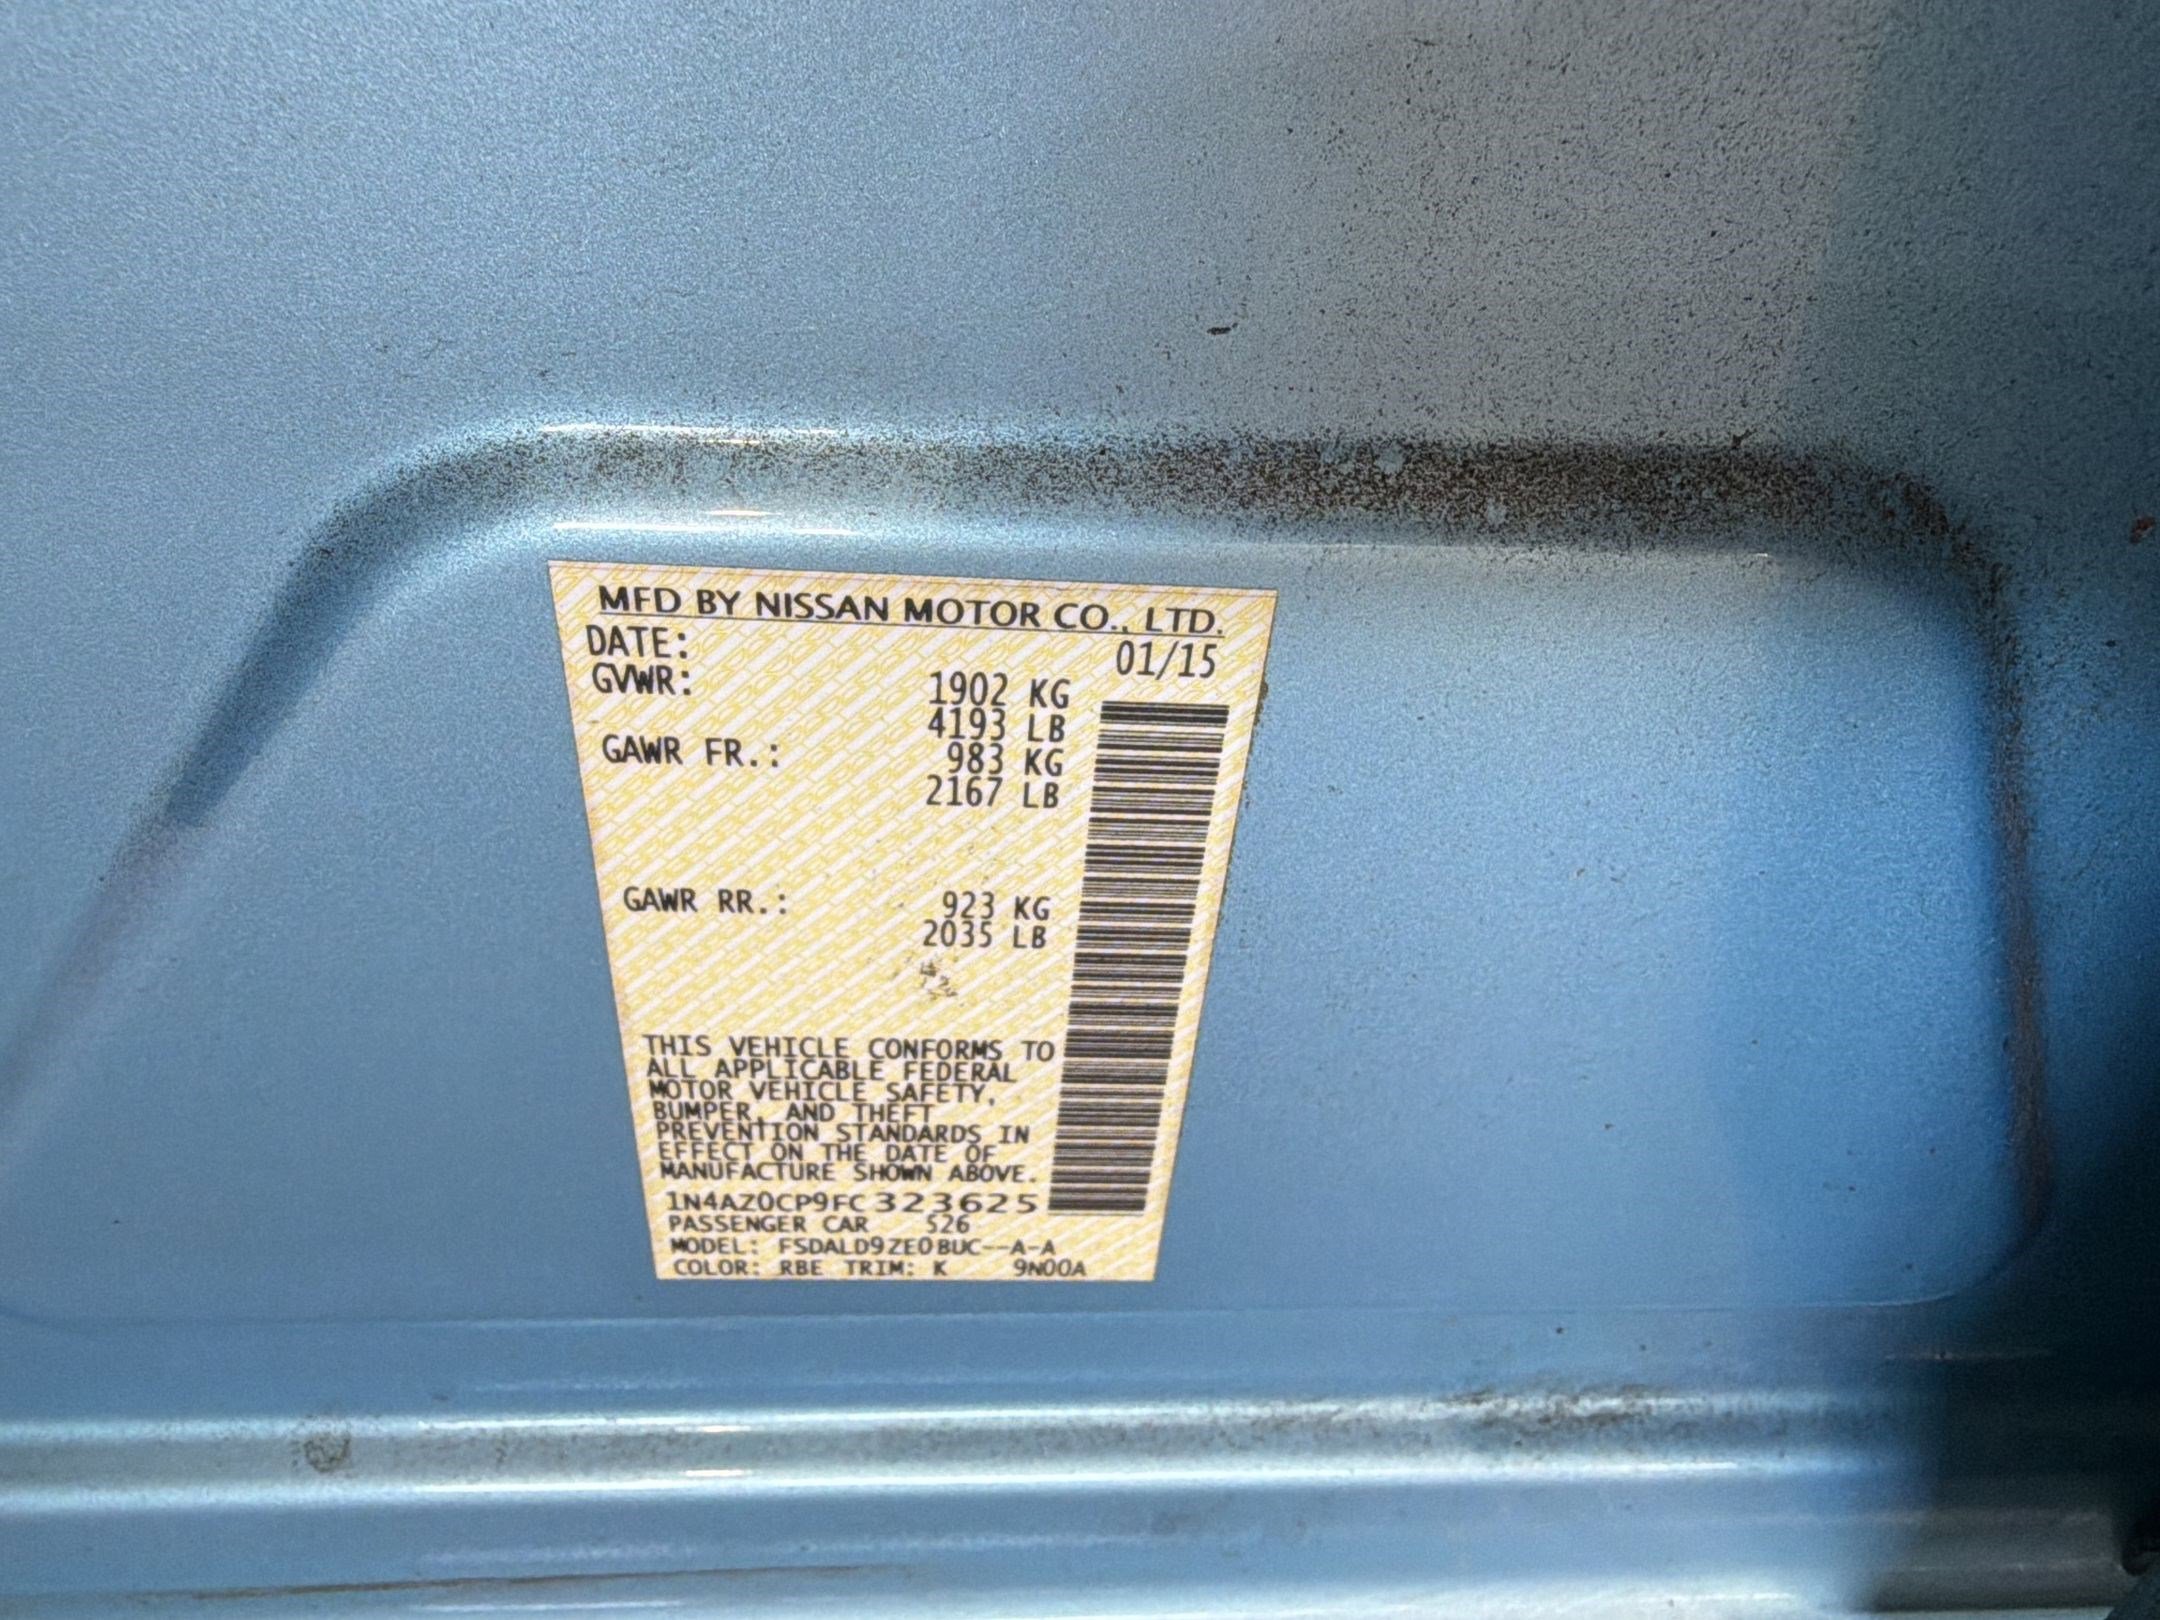 MFD BY NISSAN MOTOR CO., LTD.
DATE: 01/15
GVWR: 1902 KG
4193 LB
GAWR FR.: 983 KG
2167 LB
GAWR RR.: 923 KG
2035 LB
THIS VEHICLE CONFORMS TO
ALL APPLICABLE FEDERAL
MOTOR VEHICLE SAFETY,
BUMPER, AND THEFT
PREVENTION STANDARDS IN
EFFECT ON THE DATE OF
MANUFACTURE SHOWN ABOVE.
1N4AZ0CP9FC323625
PASSENGER CAR 526
MODEL: FSDALD9ZE0BUC--A-A
COLOR: RBE TRIM: K 9N00A